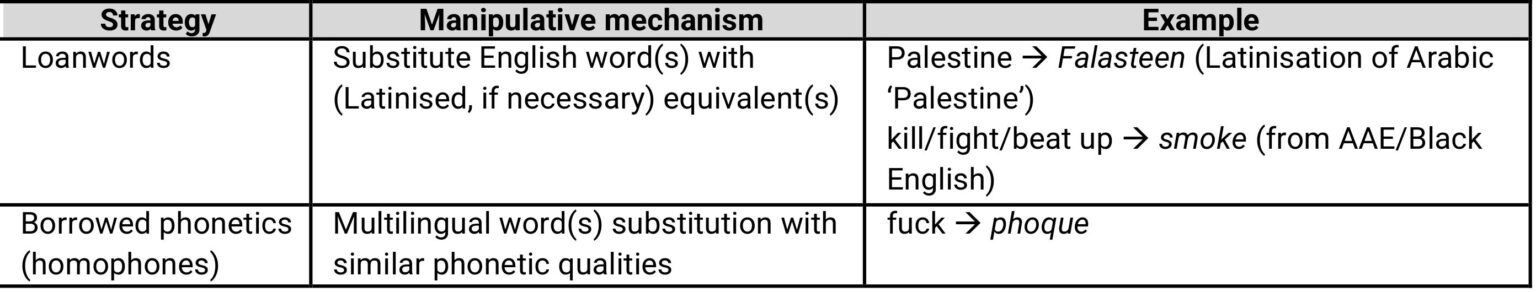 Strategy Manipulative mechanism Example
Loanwords Substitute English word(s) with Palestine → Falasteen (Latinisation of Arabic
(Latinised, if necessary) equivalent(s) ‘Palestine’)
kill/fight/beat up → smoke (from AAE/Black
English)
Borrowed phonetics Multilingual word(s) substitution with fuck → phoque
(homophones) similar phonetic qualities